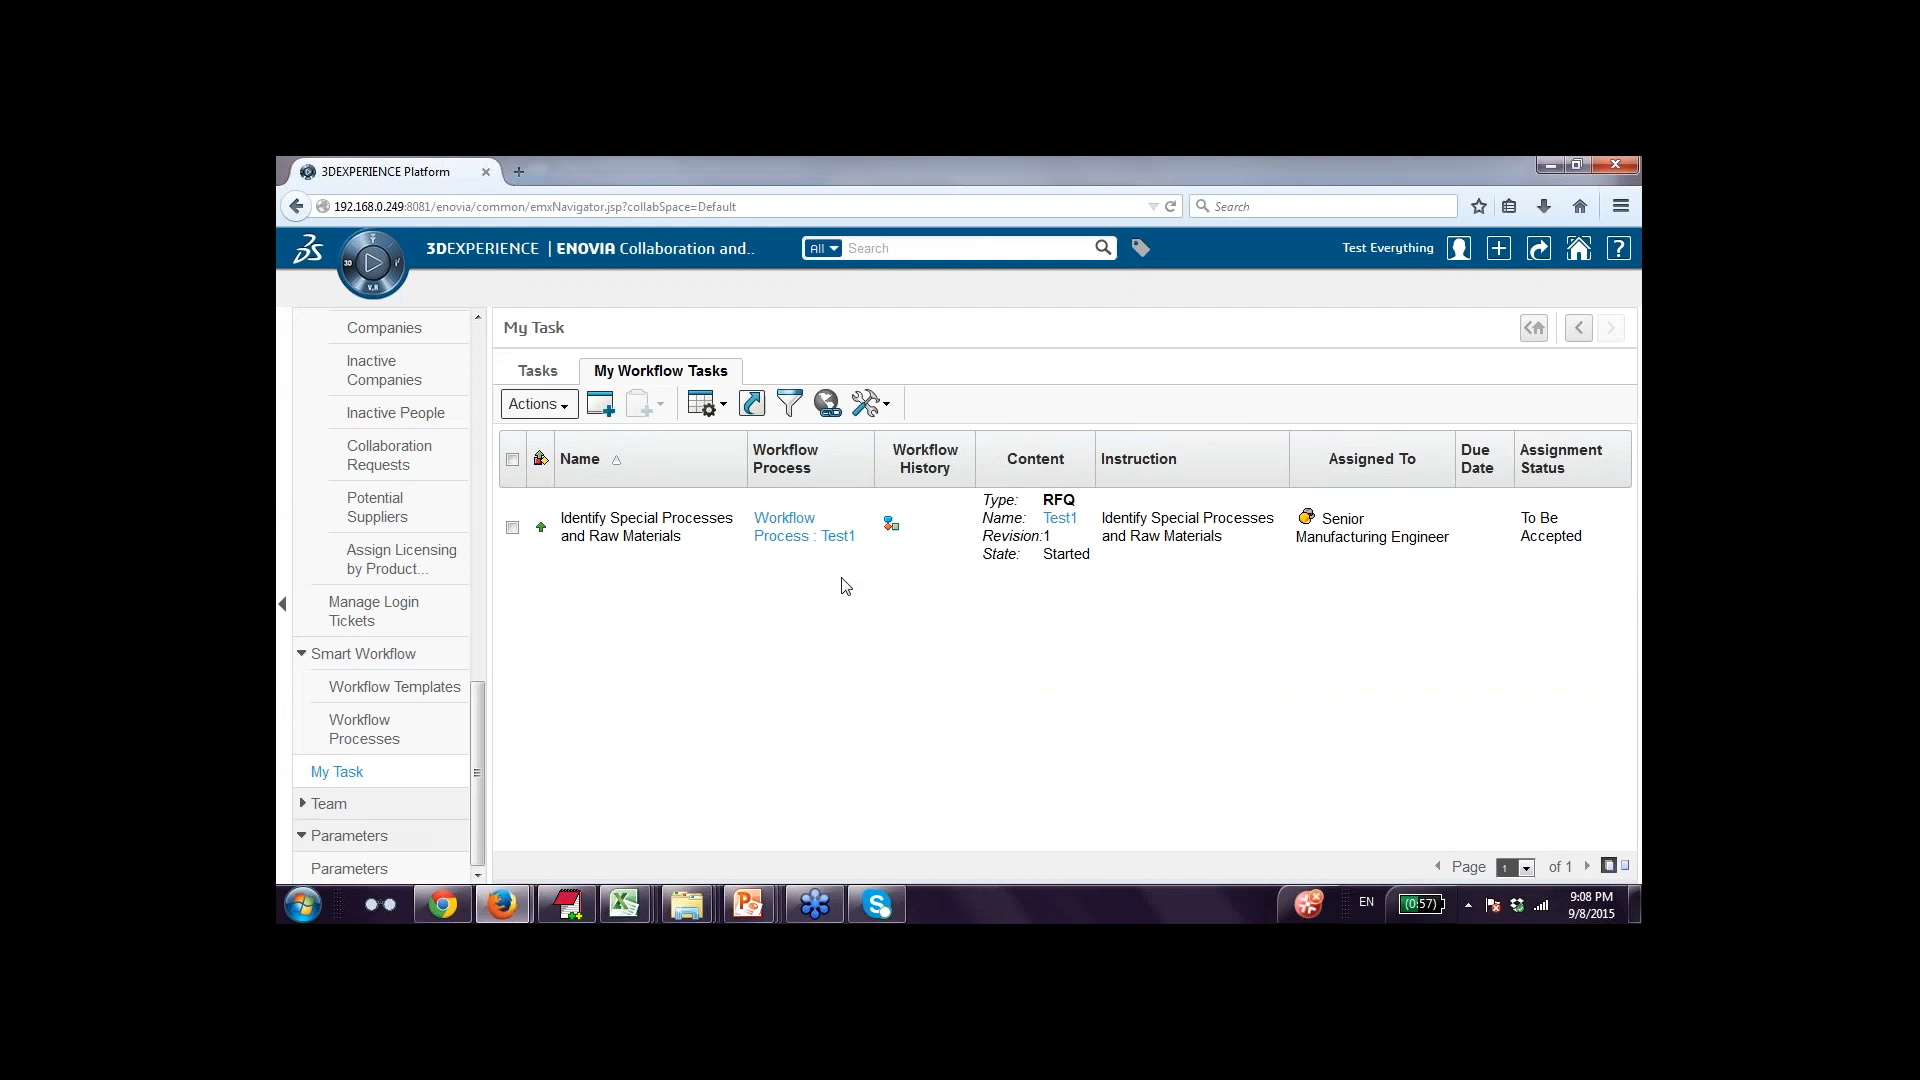 3DEXPERIENCE Platform
192.168.0.249:8081/enovia/common/emxNavigator.jsp?collabSpace=Default
Search
3DEXPERIENCE | ENOVIA Collaboration and..
All
Search
Test Everything
3D
V.R
Companies
Inactive
Companies
Inactive People
Collaboration
Requests
Potential
Suppliers
Assign Licensing
by Product...
Manage Login
Tickets
Smart Workflow
Workflow Templates
Workflow
Processes
My Task
Team
Parameters
Parameters
My Task
Tasks
My Workflow Tasks
Actions
Name
Workflow
Process
Workflow
History
Content
Instruction
Assigned To
Due
Date
Assignment
Status
Identify Special Processes
and Raw Materials
Workflow
Process : Test1
Type: RFQ
Name: Test1
Revision:1
State: Started
Identify Special Processes
and Raw Materials
Senior
Manufacturing Engineer
To Be
Accepted
Page 1 of 1
EN
(0:57)
9:08 PM
9/8/2015